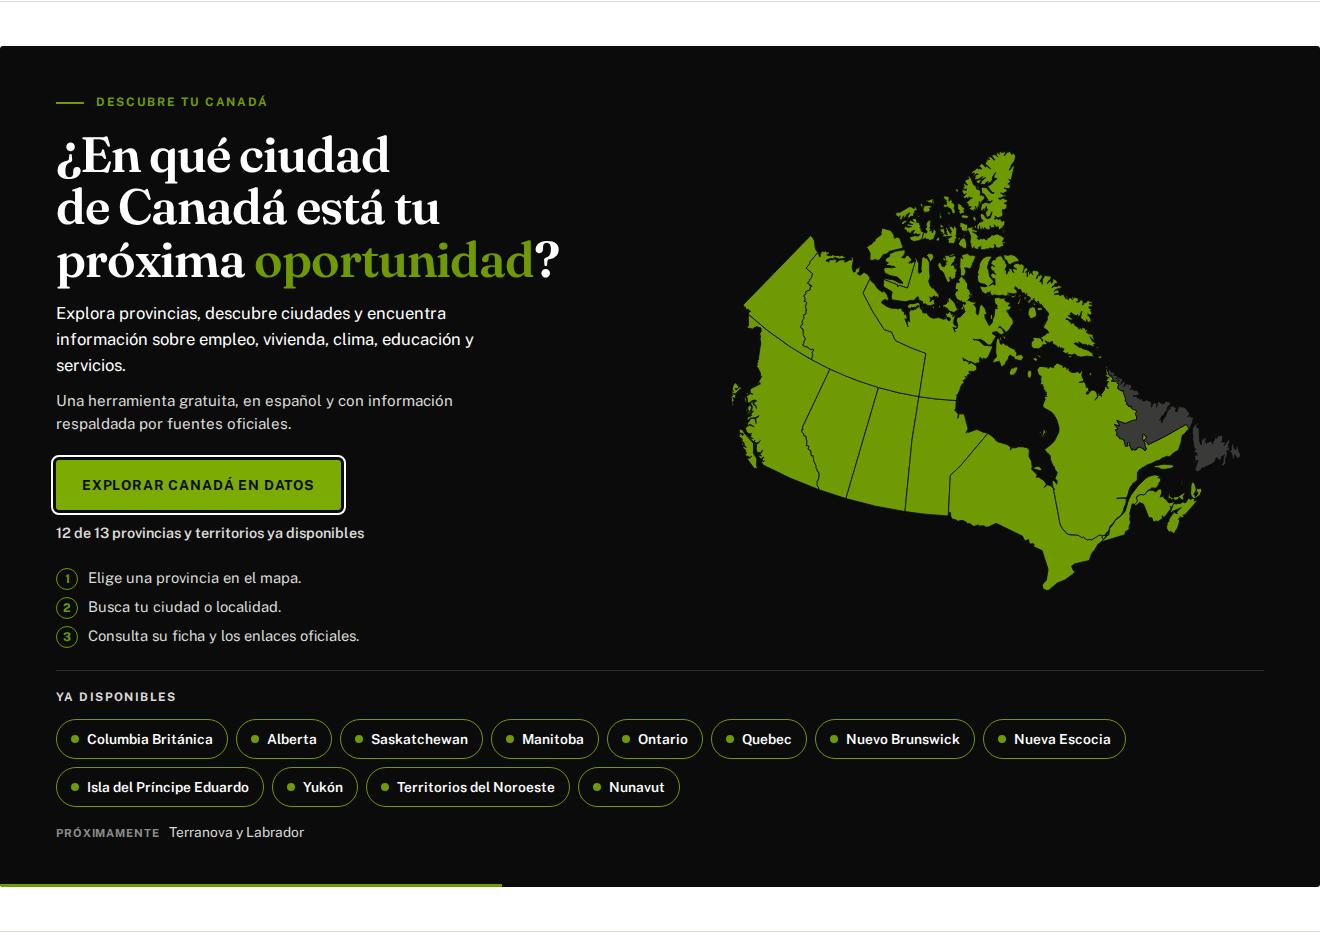 DESCUBRE TU CANADÁ
¿En qué ciudad
de Canadá está tu
próxima oportunidad?
Explora provincias, descubre ciudades y encuentra
información sobre empleo, vivienda, clima, educación y
servicios.
Una herramienta gratuita, en español y con información
respaldada por fuentes oficiales.
EXPLORAR CANADÁ EN DATOS
12 de 13 provincias y territorios ya disponibles
1 Elige una provincia en el mapa.
2 Busca tu ciudad o localidad.
3 Consulta su ficha y los enlaces oficiales.
YA DISPONIBLES
Columbia Británica Alberta Saskatchewan Manitoba Ontario Quebec Nuevo Brunswick Nueva Escocia
Isla del Príncipe Eduardo Yukón Territorios del Noroeste Nunavut
PRÓXIMAMENTE Terranova y Labrador